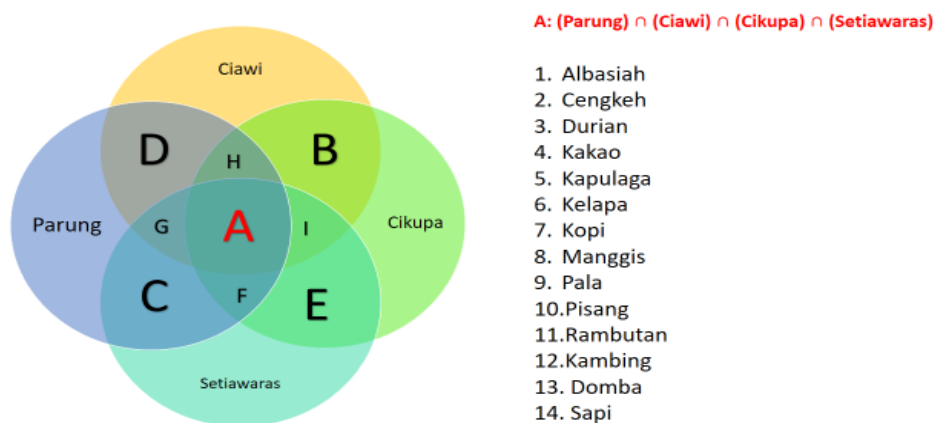 Ciawi
D
H
B
Parung
G
A
I
Cikupa
C
F
E
Setiawaras
A: (Parung) ∩ (Ciawi) ∩ (Cikupa) ∩ (Setiawaras)
1. Albasiah
2. Cengkeh
3. Durian
4. Kakao
5. Kapulaga
6. Kelapa
7. Kopi
8. Manggis
9. Pala
10.Pisang
11.Rambutan
12.Kambing
13. Domba
14. Sapi